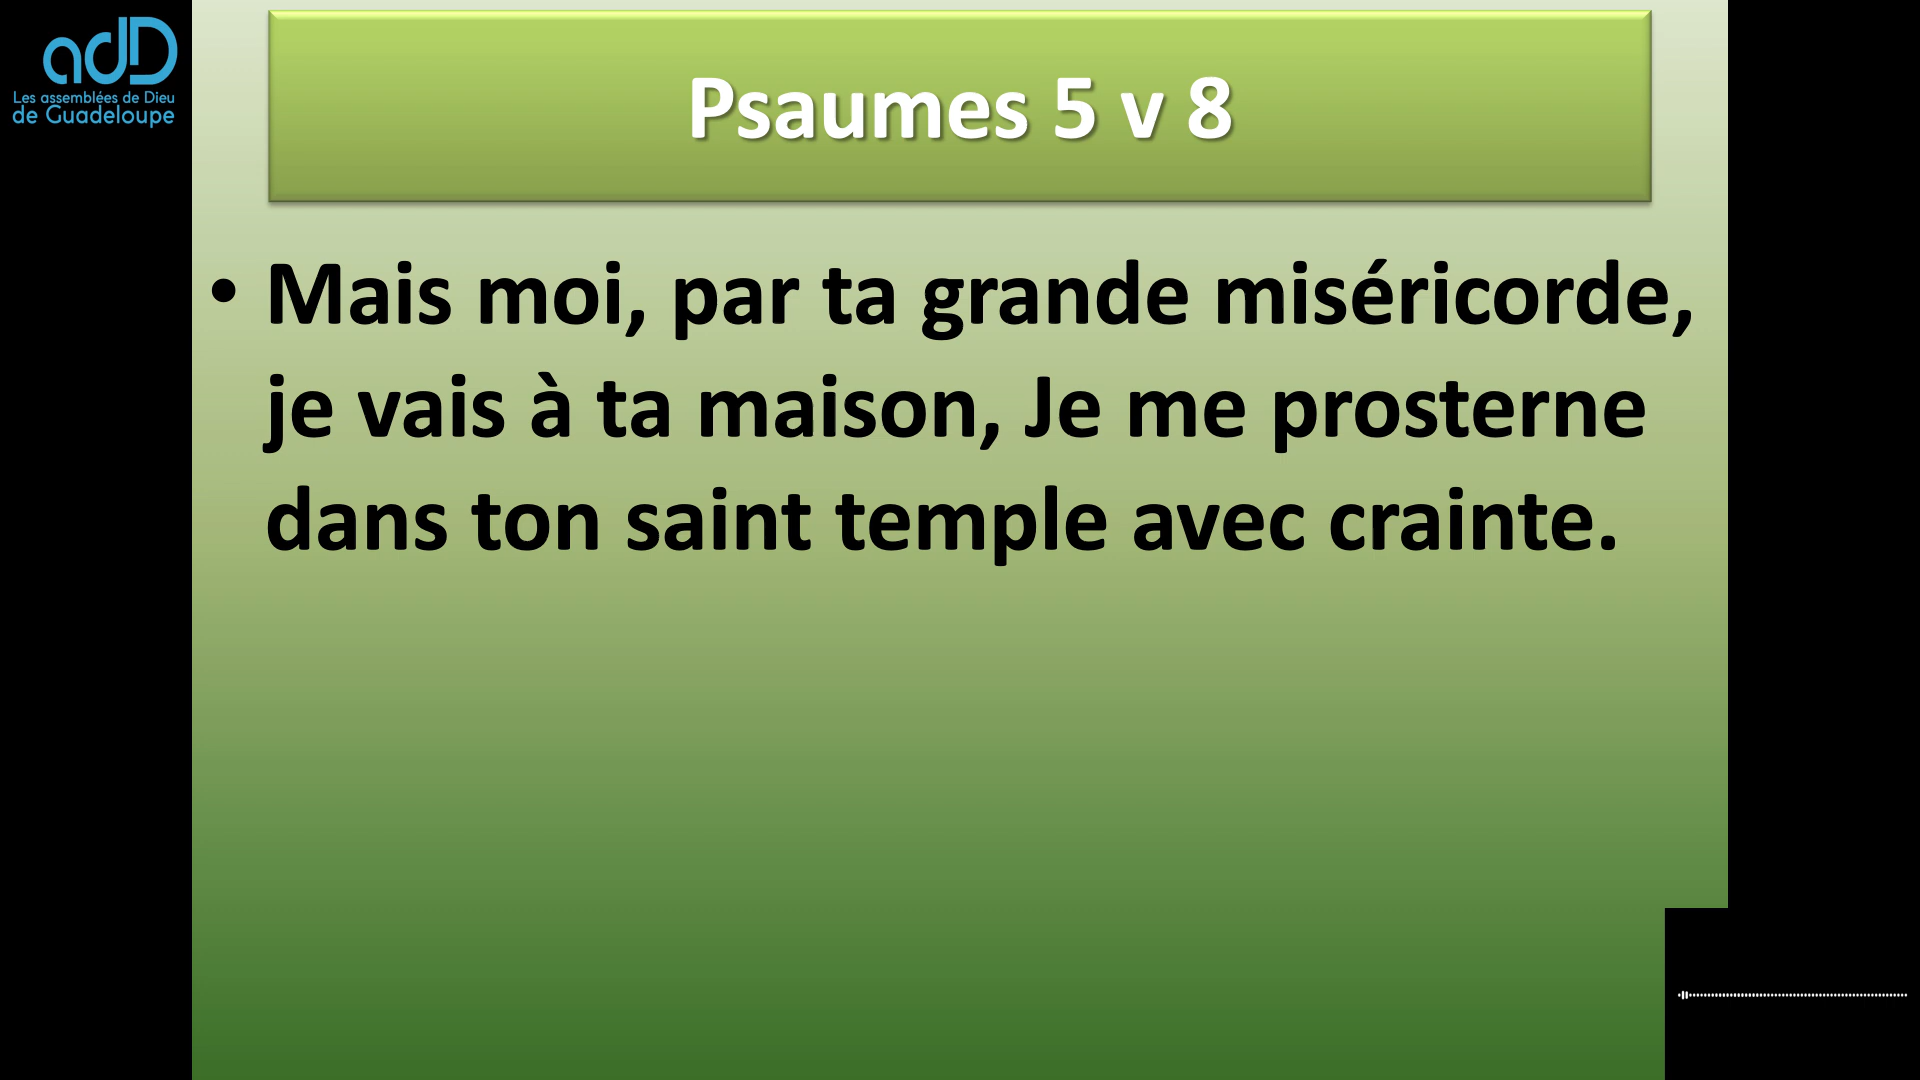 adD
Les assemblées de Dieu
de Guadeloupe
Psaumes 5 v 8
• Mais moi, par ta grande miséricorde,
je vais à ta maison, Je me prosterne
dans ton saint temple avec crainte.